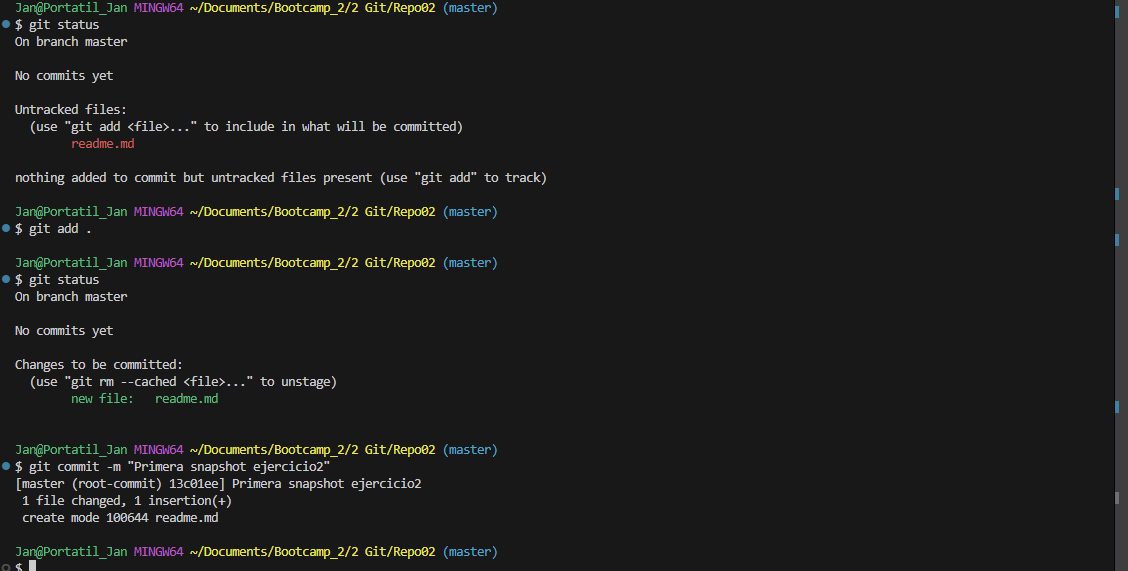 Jan@Portatil_Jan MINGW64 ~/Documents/Bootcamp_2/2 Git/Repo02 (master)
$ git status
On branch master
No commits yet
Untracked files:
  (use "git add <file>..." to include in what will be committed)
        readme.md
nothing added to commit but untracked files present (use "git add" to track)
Jan@Portatil_Jan MINGW64 ~/Documents/Bootcamp_2/2 Git/Repo02 (master)
$ git add .
Jan@Portatil_Jan MINGW64 ~/Documents/Bootcamp_2/2 Git/Repo02 (master)
$ git status
On branch master
No commits yet
Changes to be committed:
  (use "git rm --cached <file>..." to unstage)
        new file:   readme.md
Jan@Portatil_Jan MINGW64 ~/Documents/Bootcamp_2/2 Git/Repo02 (master)
$ git commit -m "Primera snapshot ejercicio2"
[master (root-commit) 13c01ee] Primera snapshot ejercicio2
 1 file changed, 1 insertion(+)
 create mode 100644 readme.md
Jan@Portatil_Jan MINGW64 ~/Documents/Bootcamp_2/2 Git/Repo02 (master)
$